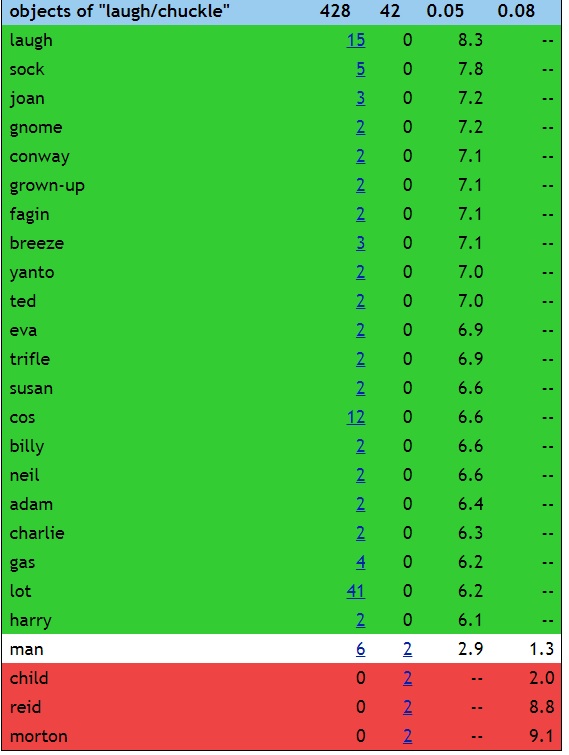 objects of "laugh/chuckle" 428 42 0.05 0.08
laugh 15 0 8.3 --
sock 5 0 7.8 --
joan 3 0 7.2 --
gnome 2 0 7.2 --
conway 2 0 7.1 --
grown-up 2 0 7.1 --
fagin 2 0 7.1 --
breeze 3 0 7.1 --
yanto 2 0 7.0 --
ted 2 0 7.0 --
eva 2 0 6.9 --
trifle 2 0 6.9 --
susan 2 0 6.6 --
cos 12 0 6.6 --
billy 2 0 6.6 --
neil 2 0 6.6 --
adam 2 0 6.4 --
charlie 2 0 6.3 --
gas 4 0 6.2 --
lot 41 0 6.2 --
harry 2 0 6.1 --
man 6 2 2.9 1.3
child 0 2 -- 2.0
reid 0 2 -- 8.8
morton 0 2 -- 9.1